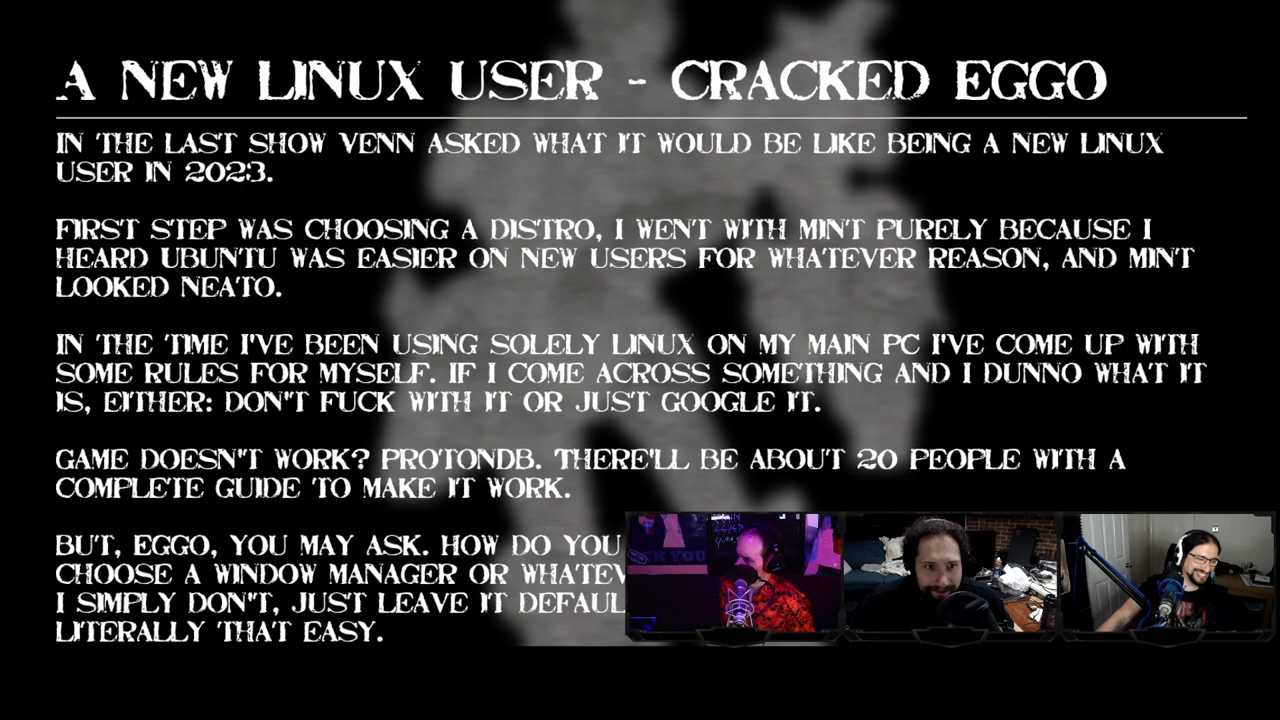 A NEW LINUX USER - CRACKED EGGO
IN THE LAST SHOW VENN ASKED WHAT IT WOULD BE LIKE BEING A NEW LINUX
USER IN 2023.
FIRST STEP WAS CHOOSING A DISTRO, I WENT WITH MINT PURELY BECAUSE I
HEARD UBUNTU WAS EASIER ON NEW USERS FOR WHATEVER REASON, AND MINT
LOOKED NEATO.
IN THE TIME I'VE BEEN USING SOLELY LINUX ON MY MAIN PC I'VE COME UP WITH
SOME RULES FOR MYSELF. IF I COME ACROSS SOMETHING AND I DUNNO WHAT IT
IS, EITHER: DON'T FUCK WITH IT OR JUST GOOGLE IT.
GAME DOESN'T WORK? PROTONDB. THERE'LL BE ABOUT 20 PEOPLE WITH A
COMPLETE GUIDE TO MAKE IT WORK.
BUT, EGGO, YOU MAY ASK. HOW DO YOU
CHOOSE A WINDOW MANAGER OR WHATEV
I SIMPLY DON'T, JUST LEAVE IT DEFAUL
LITERALLY THAT EASY.